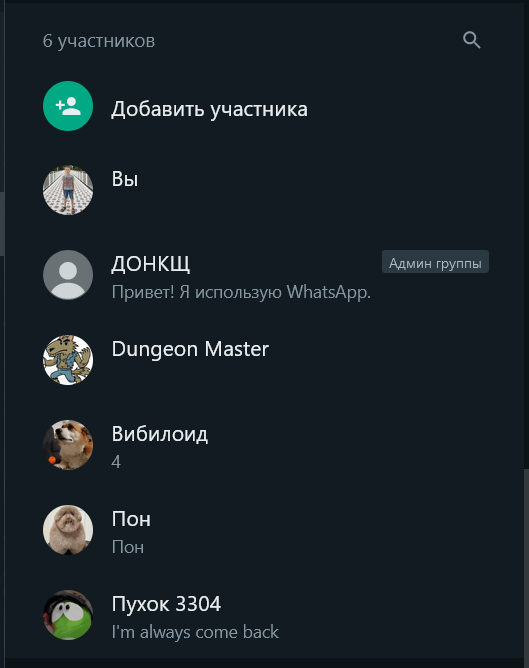 6 участников
Добавить участника
Вы
ДОНКЩ
Админ группы
Привет! Я использую WhatsApp.
Dungeon Master
Вибилоид
4
Пон
Пон
Пухок 3304
I'm always come back